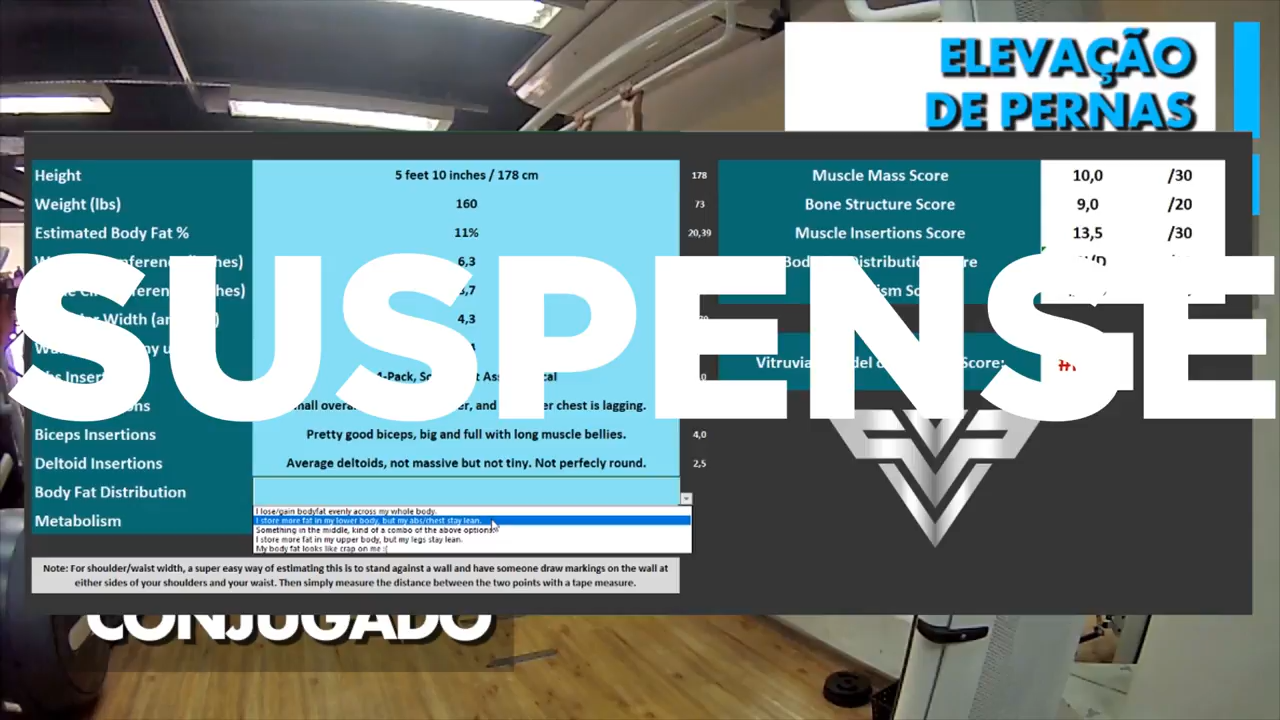 ELEVAÇÃO
DE PERNAS
Height
5 feet 10 inches / 178 cm
178
Weight (lbs)
160
73
Estimated Body Fat %
11%
20,39
6,3
4,3
Biceps Insertions
Pretty good biceps, big and full with long muscle bellies.
4,0
Deltoid Insertions
Average deltoids, not massive but not tiny. Not perfecly round.
2,5
Body Fat Distribution
Metabolism
I lose/gain bodyfat evenly across my whole body.
I store more fat in my lower body, but my abs/chest stay lean.
Something in the middle, kind of a combo of the above options.
I store more fat in my upper body, but my legs stay lean.
My body fat looks like crap on me :(
Note: For shoulder/waist width, a super easy way of estimating this is to stand against a wall and have someone draw markings on the wall at
either sides of your shoulders and your waist. Then simply measure the distance between the two points with a tape measure.
Muscle Mass Score
10,0
/30
Bone Structure Score
9,0
/20
Muscle Insertions Score
13,5
/30
Score:
SUSPENSE
CONJUGADO